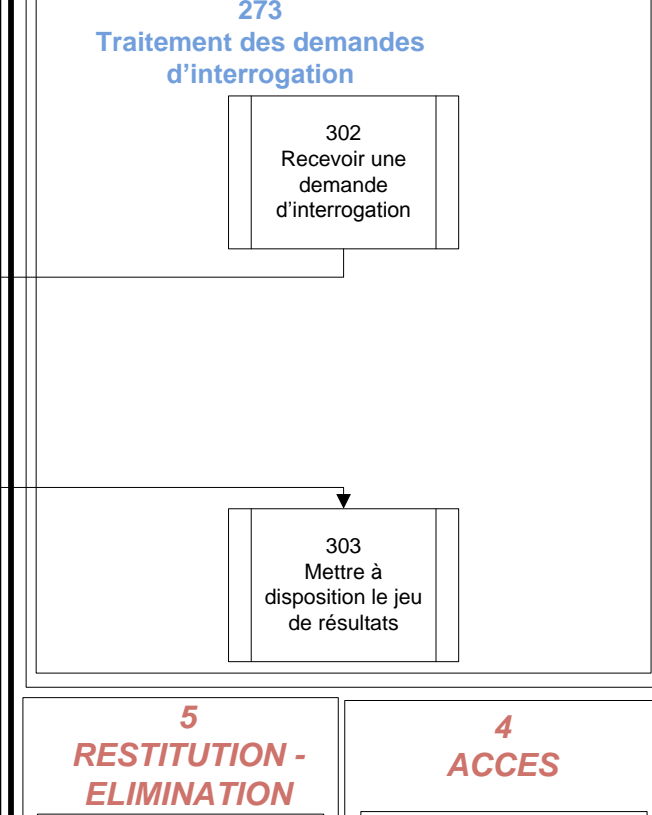 273
Traitement des demandes
d'interrogation
302
Recevoir une
demande
d'interrogation
303
Mettre à
disposition le jeu
de résultats
5
RESTITUTION -
ELIMINATION
4
ACCES